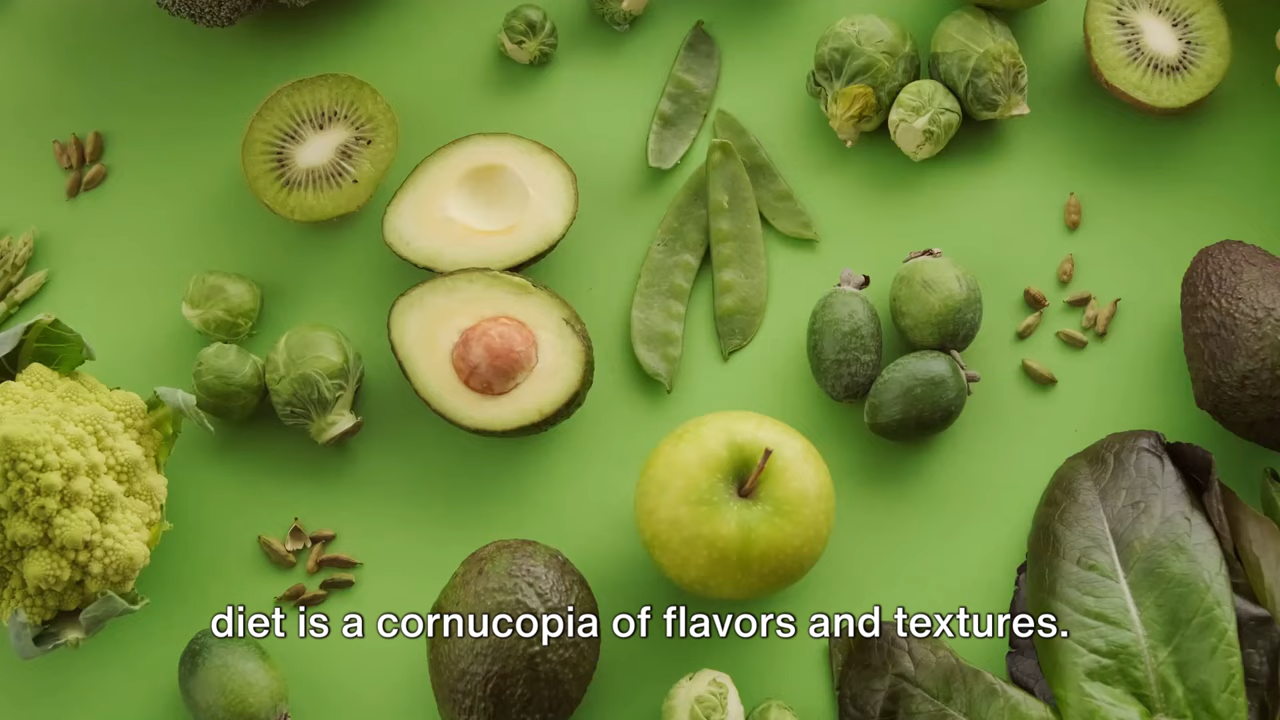 diet is a cornucopia of flavors and textures.